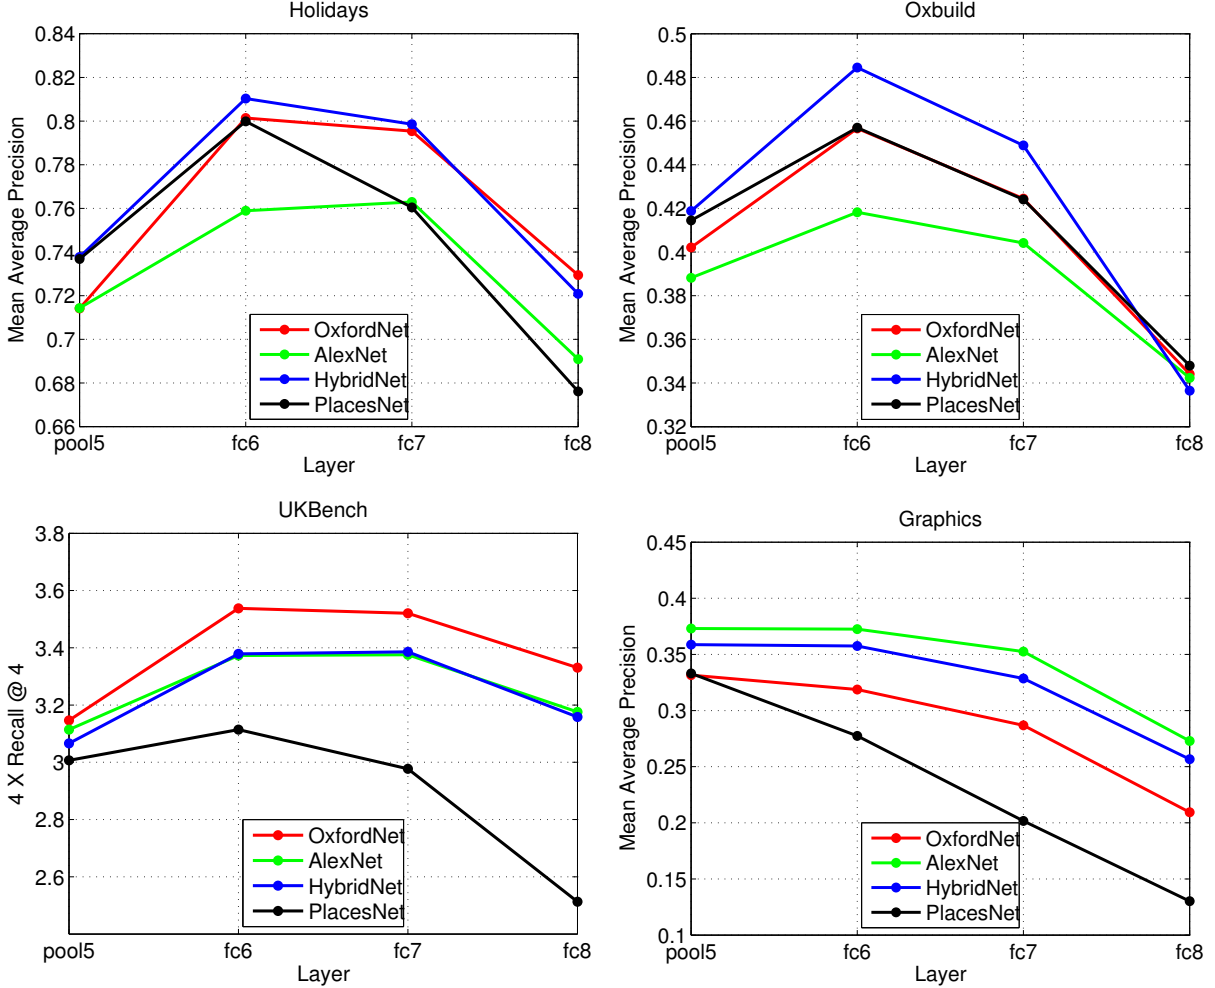 Holidays
Mean Average Precision
0.84
0.82
0.8
0.78
0.76
0.74
0.72
0.7
0.68
0.66
OxfordNet
AlexNet
HybridNet
PlacesNet
pool5 fc6 fc7 fc8
Layer
Oxbuild
Mean Average Precision
0.5
0.48
0.46
0.44
0.42
0.4
0.38
0.36
0.34
0.32
OxfordNet
AlexNet
HybridNet
PlacesNet
pool5 fc6 fc7 fc8
Layer
UKBench
4 X Recall @ 4
3.8
3.6
3.4
3.2
3
2.8
2.6
OxfordNet
AlexNet
HybridNet
PlacesNet
pool5 fc6 fc7 fc8
Layer
Graphics
Mean Average Precision
0.45
0.4
0.35
0.3
0.25
0.2
0.15
0.1
OxfordNet
AlexNet
HybridNet
PlacesNet
pool5 fc6 fc7 fc8
Layer